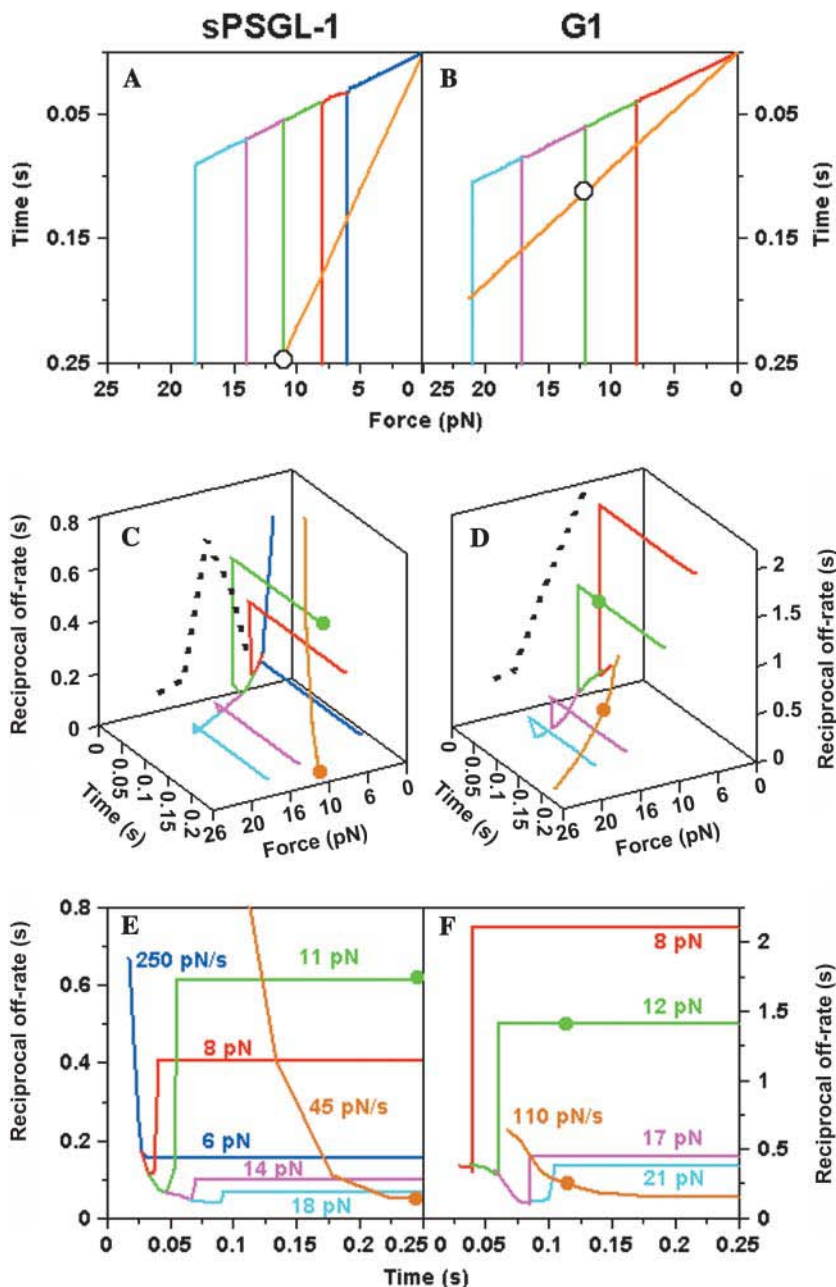 sPSGL-1 G1
A B
Time (s)
0.05 0.05
0.15 0.15
0.25 0.25
Time (s)
25 20 15 10 5 0 25 20 15 10 5 0
Force (pN)
C D
Reciprocal off-rate (s)
0.8
0.6
0.4
0.2
0
0 0.05 0.1 0.15 0.2
Time (s)
26 20 16 10 6 0
Force (pN)
0 0.05 0.1 0.15 0.2
Time (s)
26 20 16 10 6 0
Force (pN)
2
1.5
1
0.5
0
Reciprocal off-rate (s)
E F
Reciprocal off-rate (s)
0.8
0.6
0.4
0.2
0
250 pN/s
11 pN
8 pN
45 pN/s
6 pN
14 pN
18 pN
8 pN
12 pN
110 pN/s
17 pN
21 pN
2
1.5
1
0.5
0
Reciprocal off-rate (s)
0 0.05 0.1 0.15 0.2 0.25 0 0.05 0.1 0.15 0.2 0.25
Time (s)